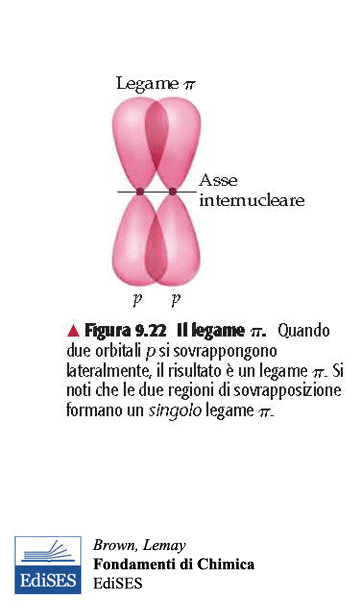 Legame π
Asse
internucleare
p p
▲ Figura 9.22 Il legame π. Quando
due orbitali p si sovrappongono
lateralmente, il risultato è un legame π. Si
noti che le due regioni di sovrapposizione
formano un singolo legame π.
Brown, Lemay
Fondamenti di Chimica
EdiSES
EdiSES